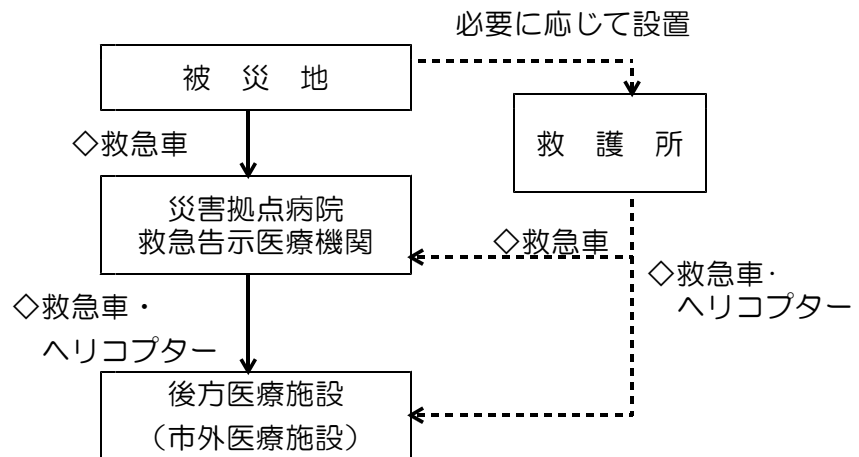 必要に応じて設置
被 災 地
◇救急車
救 護 所
災害拠点病院
救急告示医療機関
◇救急車
◇救急車・
ヘリコプター
◇救急車・
ヘリコプター
後方医療施設
（市外医療施設）